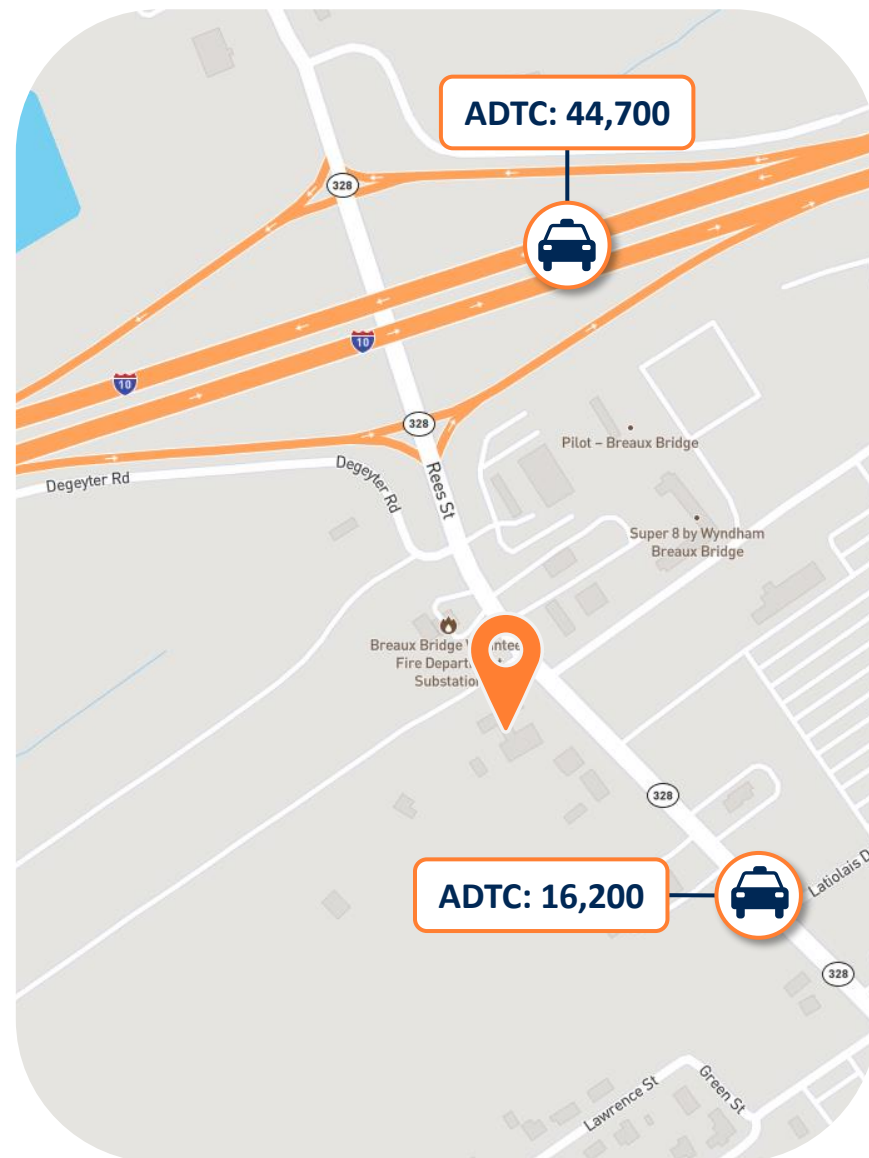 ADTC: 44,700
328
10
10
328
Degeyter Rd
Degeyter Rd
Rees St
Pilot – Breaux Bridge
Super 8 by Wyndham
Breaux Bridge
Breaux Bridge
Fire
Substation
328
ADTC: 16,200
Latiolais D
328
Lawrence St
Green St